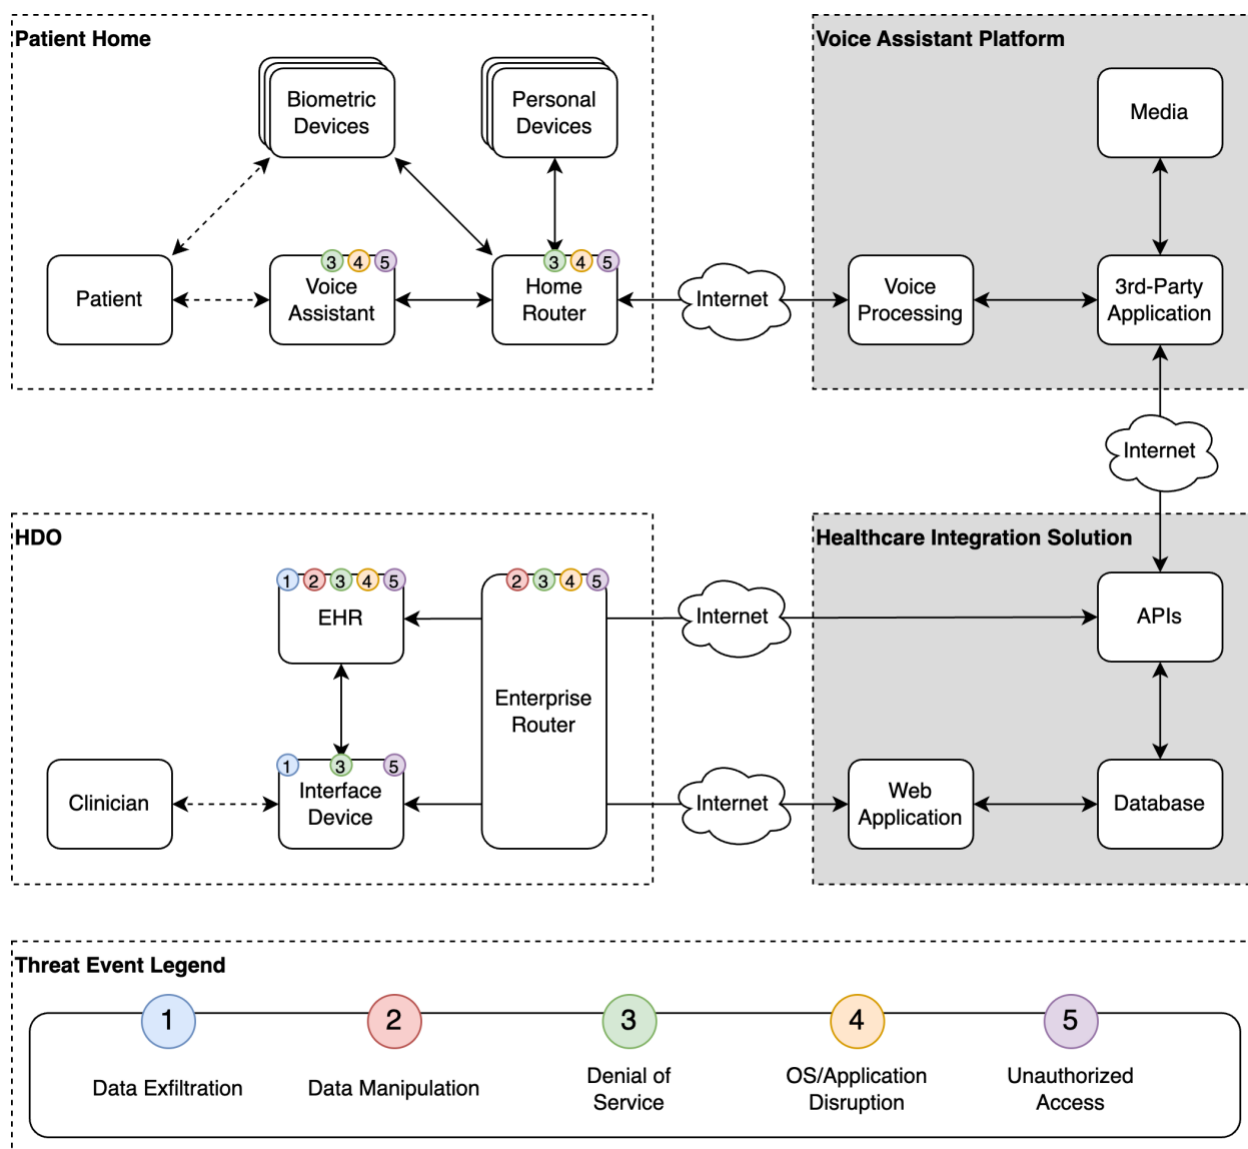 Patient Home
Biometric
Devices
Personal
Devices
Patient
3 4 5
Voice
Assistant
3 4 5
Home
Router
Internet
Voice Assistant Platform
Media
Voice
Processing
3rd-Party
Application
Internet
HDO
1 2 3 4 5
EHR
2 3 4 5
Enterprise
Router
Clinician
1 3 5
Interface
Device
Internet
Internet
Healthcare Integration Solution
APIs
Web
Application
Database
Threat Event Legend
1
Data Exfiltration
2
Data Manipulation
3
Denial of
Service
4
OS/Application
Disruption
5
Unauthorized
Access